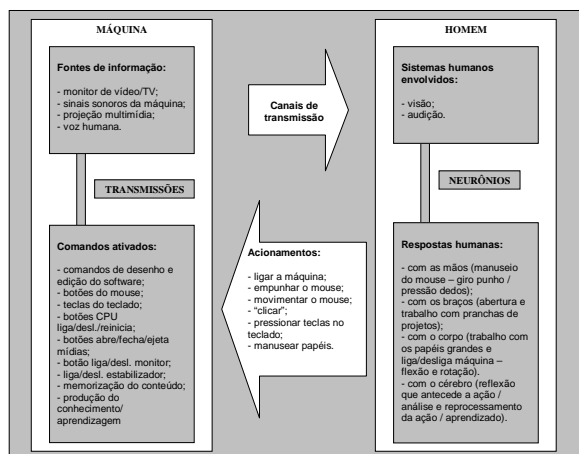 MÁQUINA
Fontes de informação:
- monitor de vídeo/TV;
- sinais sonoros da máquina;
- projeção multimídia;
- voz humana.
TRANSMISSÕES
Comandos ativados:
- comandos de desenho e
edição do software;
- botões do mouse;
- teclas do teclado;
- botões CPU
liga/desl./reinicia;
- botões abre/fecha/ejeta
mídias;
- botão liga/desl. monitor;
- liga/desl. estabilizador;
- memorização do conteúdo;
- produção do
conhecimento/
aprendizagem
Canais de
transmissão
Acionamentos:
- ligar a máquina;
- empunhar o mouse;
- movimentar o mouse;
- “clicar”;
- pressionar teclas no
teclado;
- manusear papéis.
HOMEM
Sistemas humanos
envolvidos:
- visão;
- audição.
NEURÔNIOS
Respostas humanas:
- com as mãos (manuseio
do mouse – giro punho /
pressão dedos);
- com os braços (abertura e
trabalho com pranchas de
projetos);
- com o corpo (trabalho com
os papéis grandes e
liga/desliga máquina –
flexão e rotação).
- com o cérebro (reflexão
que antecede a ação /
análise e reprocessamento
da ação / aprendizado).